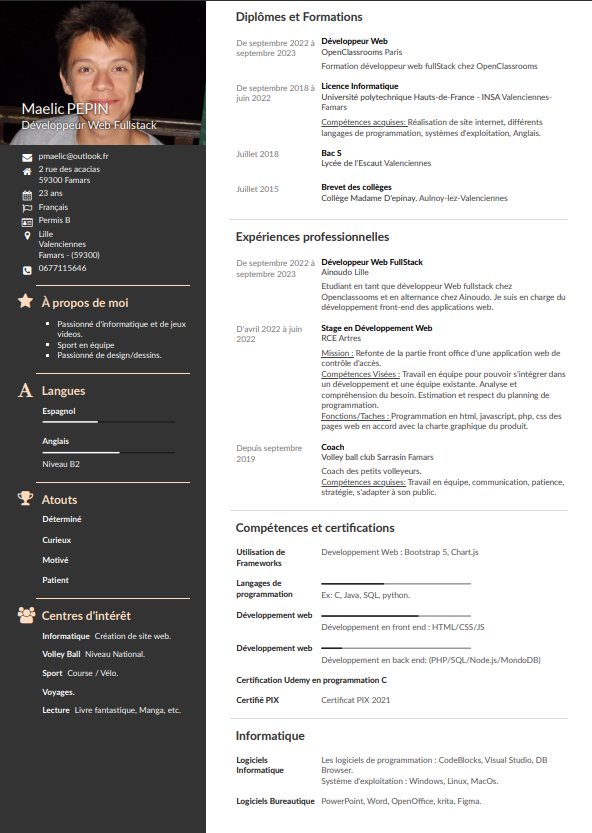 Maelic PEPIN
Développeur Web Fullstack
pmaelic@outlook.fr
2 rue des acacias
59300 Famars
23 ans
Français
Permis B
Lille
Valenciennes
Famars - (59300)
0677115646
À propos de moi
Passionné d'informatique et de jeux
videos.
Sport en équipe
Passionné de design/dessins.
Langues
Espagnol
Anglais
Niveau B2
Atouts
Déterminé
Curieux
Motivé
Patient
Centres d'intérêt
Informatique Création de site web.
Volley Ball Niveau National.
Sport Course / Vélo.
Voyages.
Lecture Livre fantastique, Manga, etc.
Diplômes et Formations
De septembre 2022 à
septembre 2023
Développeur Web
OpenClassrooms Paris
Formation développeur web fullStack chez OpenClassrooms
De septembre 2018 à
juin 2022
Licence Informatique
Université polytechnique Hauts-de-France - INSA Valenciennes-
Famars
Compétences acquises: Réalisation de site internet, différents
langages de programmation, systèmes d'exploitation, Anglais.
Juillet 2018
Bac S
Lycée de l'Escaut Valenciennes
Juillet 2015
Brevet des collèges
Collège Madame D'epinay. Aulnoy-lez-Valenciennes
Expériences professionnelles
De septembre 2022 à
septembre 2023
Développeur Web FullStack
Ainoudo Lille
Etudiant en tant que développeur Web fullstack chez
Openclassooms et en alternance chez Ainoudo. Je suis en charge du
développement front-end des applications web.
D'avril 2022 à juin
2022
Stage en Développement Web
RCE Artres
Mission : Refonte de la partie front office d'une application web de
contrôle d'accès.
Compétences Visées : Travail en équipe pour pouvoir s'intégrer dans
un développement et une équipe existante. Analyse et
compréhension du besoin. Estimation et respect du planning de
programmation.
Fonctions/Taches : Programmation en html, javascript, php, css des
pages web en accord avec la charte graphique du produit.
Depuis septembre
2019
Coach
Volley ball club Sarrasin Famars
Coach des petits volleyeurs.
Compétences acquises: Travail en équipe, communication, patience,
stratégie, s'adapter à son public.
Compétences et certifications
Utilisation de
Frameworks
Developpement Web : Bootstrap 5, Chart.js
Langages de
programmation
Ex: C, Java, SQL, python.
Développement web
Développement en front end : HTML/CSS/JS
Développement web
Développement en back end: (PHP/SQL/Node.js/MondoDB)
Certification Udemy en programmation C
Certifié PIX
Certificat PIX 2021
Informatique
Logiciels
Informatique
Les logiciels de programmation : CodeBlocks, Visual Studio, DB
Browser.
Système d'exploitation : Windows, Linux, MacOs.
Logiciels Bureautique
PowerPoint, Word, OpenOffice, krita, Figma.